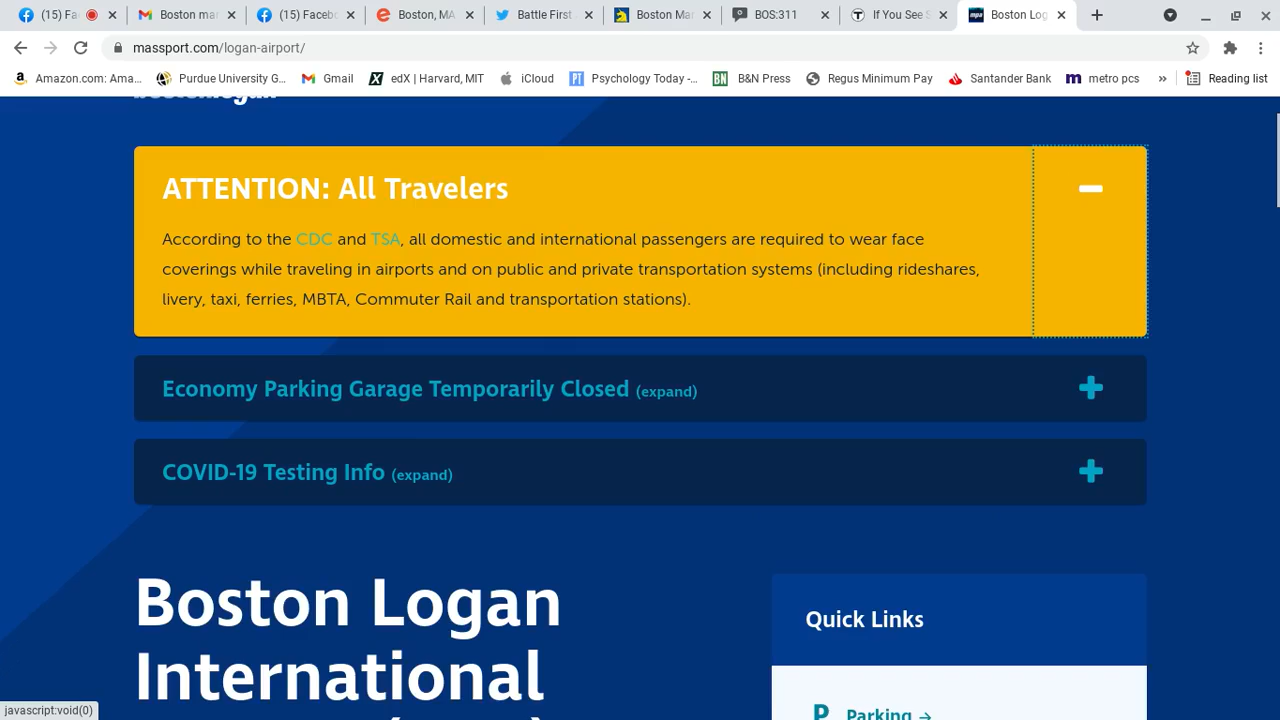 (15) Fa
Boston mar
(15) Facebo
Boston, MA
Battle First
Boston Mar
BOS:311
If You See S
Boston Log
massport.com/logan-airport/
Amazon.com: Ama...
Purdue University G...
Gmail
edX | Harvard, MIT
iCloud
Psychology Today -...
B&N Press
Regus Minimum Pay
Santander Bank
metro pcs
»
Reading list
ATTENTION: All Travelers
According to the CDC and TSA, all domestic and international passengers are required to wear face
coverings while traveling in airports and on public and private transportation systems (including rideshares,
livery, taxi, ferries, MBTA, Commuter Rail and transportation stations).
Economy Parking Garage Temporarily Closed (expand)
COVID-19 Testing Info (expand)
Boston Logan
International
Quick Links
P Parking →
javascript:void(0)